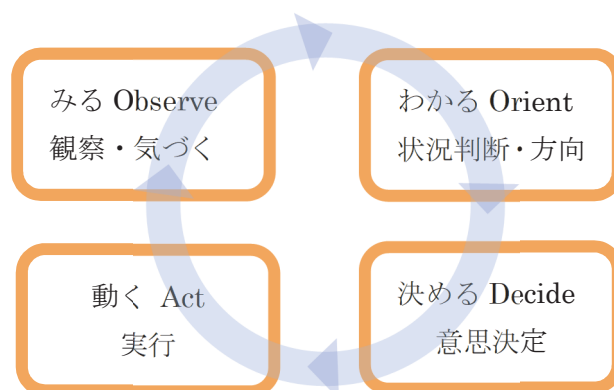 みる Observe
観察・気づく
わかる Orient
状況判断・方向
動く Act
実行
決める Decide
意思決定